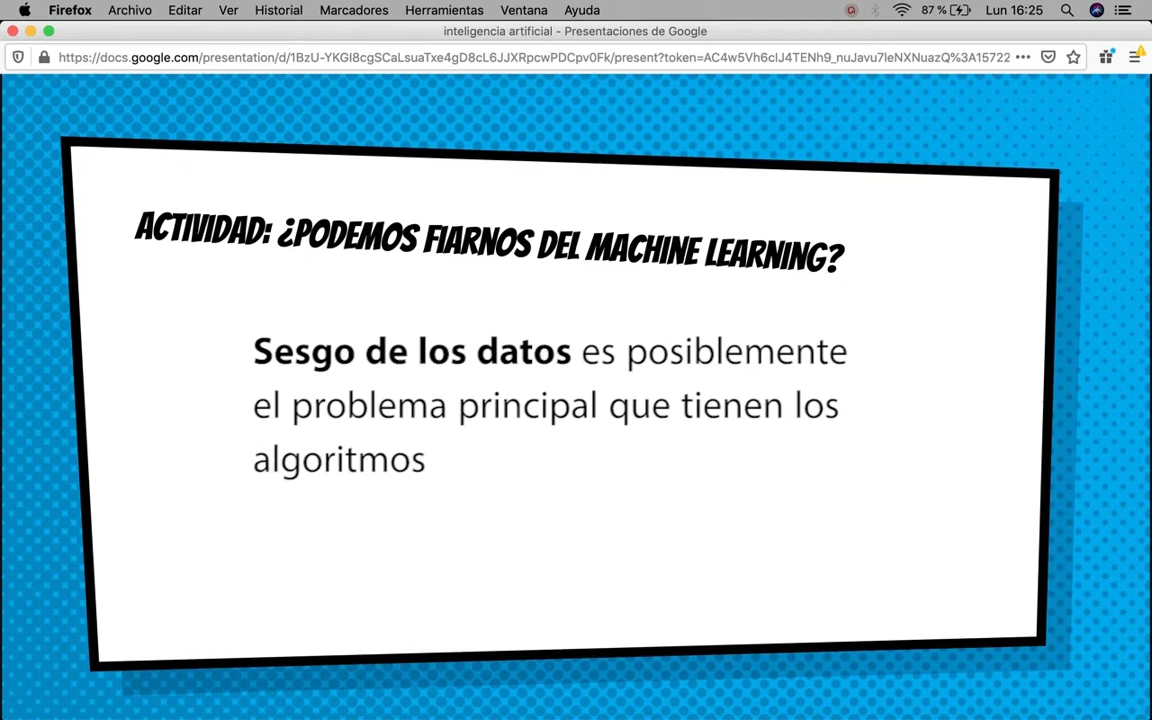 Firefox Archivo Editar Ver Historial Marcadores Herramientas Ventana Ayuda 87 % Lun 16:25
inteligencia artificial - Presentaciones de Google
https://docs.google.com/presentation/d/1BzU-YKGI8cgSCaLsuaTxe4gD8cL6JJXRpcwPDCpv0Fk/present?token=AC4w5Vh6clJ4TENh9_nuJavu7leNXNuazQ%3A15722
ACTIVIDAD: ¿PODEMOS FIARNOS DEL MACHINE LEARNING?
Sesgo de los datos es posiblemente
el problema principal que tienen los
algoritmos